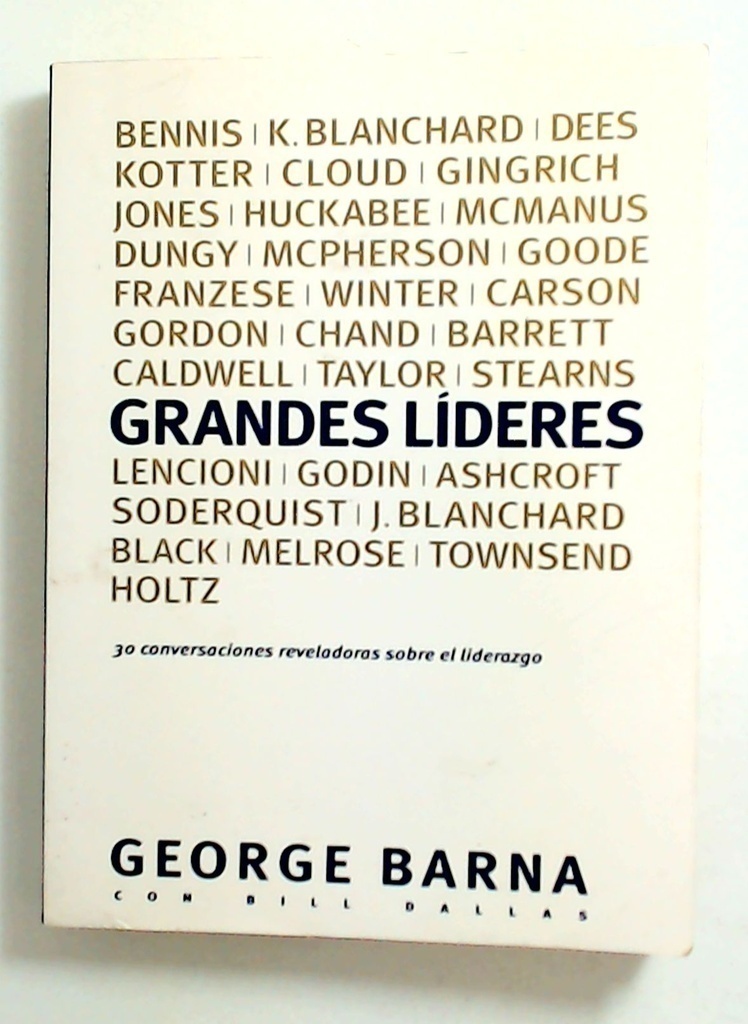 BENNIS | K. BLANCHARD | DEES
KOTTER | CLOUD | GINGRICH
JONES | HUCKABEE | MCMANUS
DUNGY | MCPHERSON | GOODE
FRANZESE | WINTER | CARSON
GORDON | CHAND | BARRETT
CALDWELL | TAYLOR | STEARNS
GRANDES LÍDERES
LENCIONI | GODIN | ASHCROFT
SODERQUIST | J. BLANCHARD
BLACK | MELROSE | TOWNSEND
HOLTZ
30 conversaciones reveladoras sobre el liderazgo
GEORGE BARNA
CON BILL DALLAS